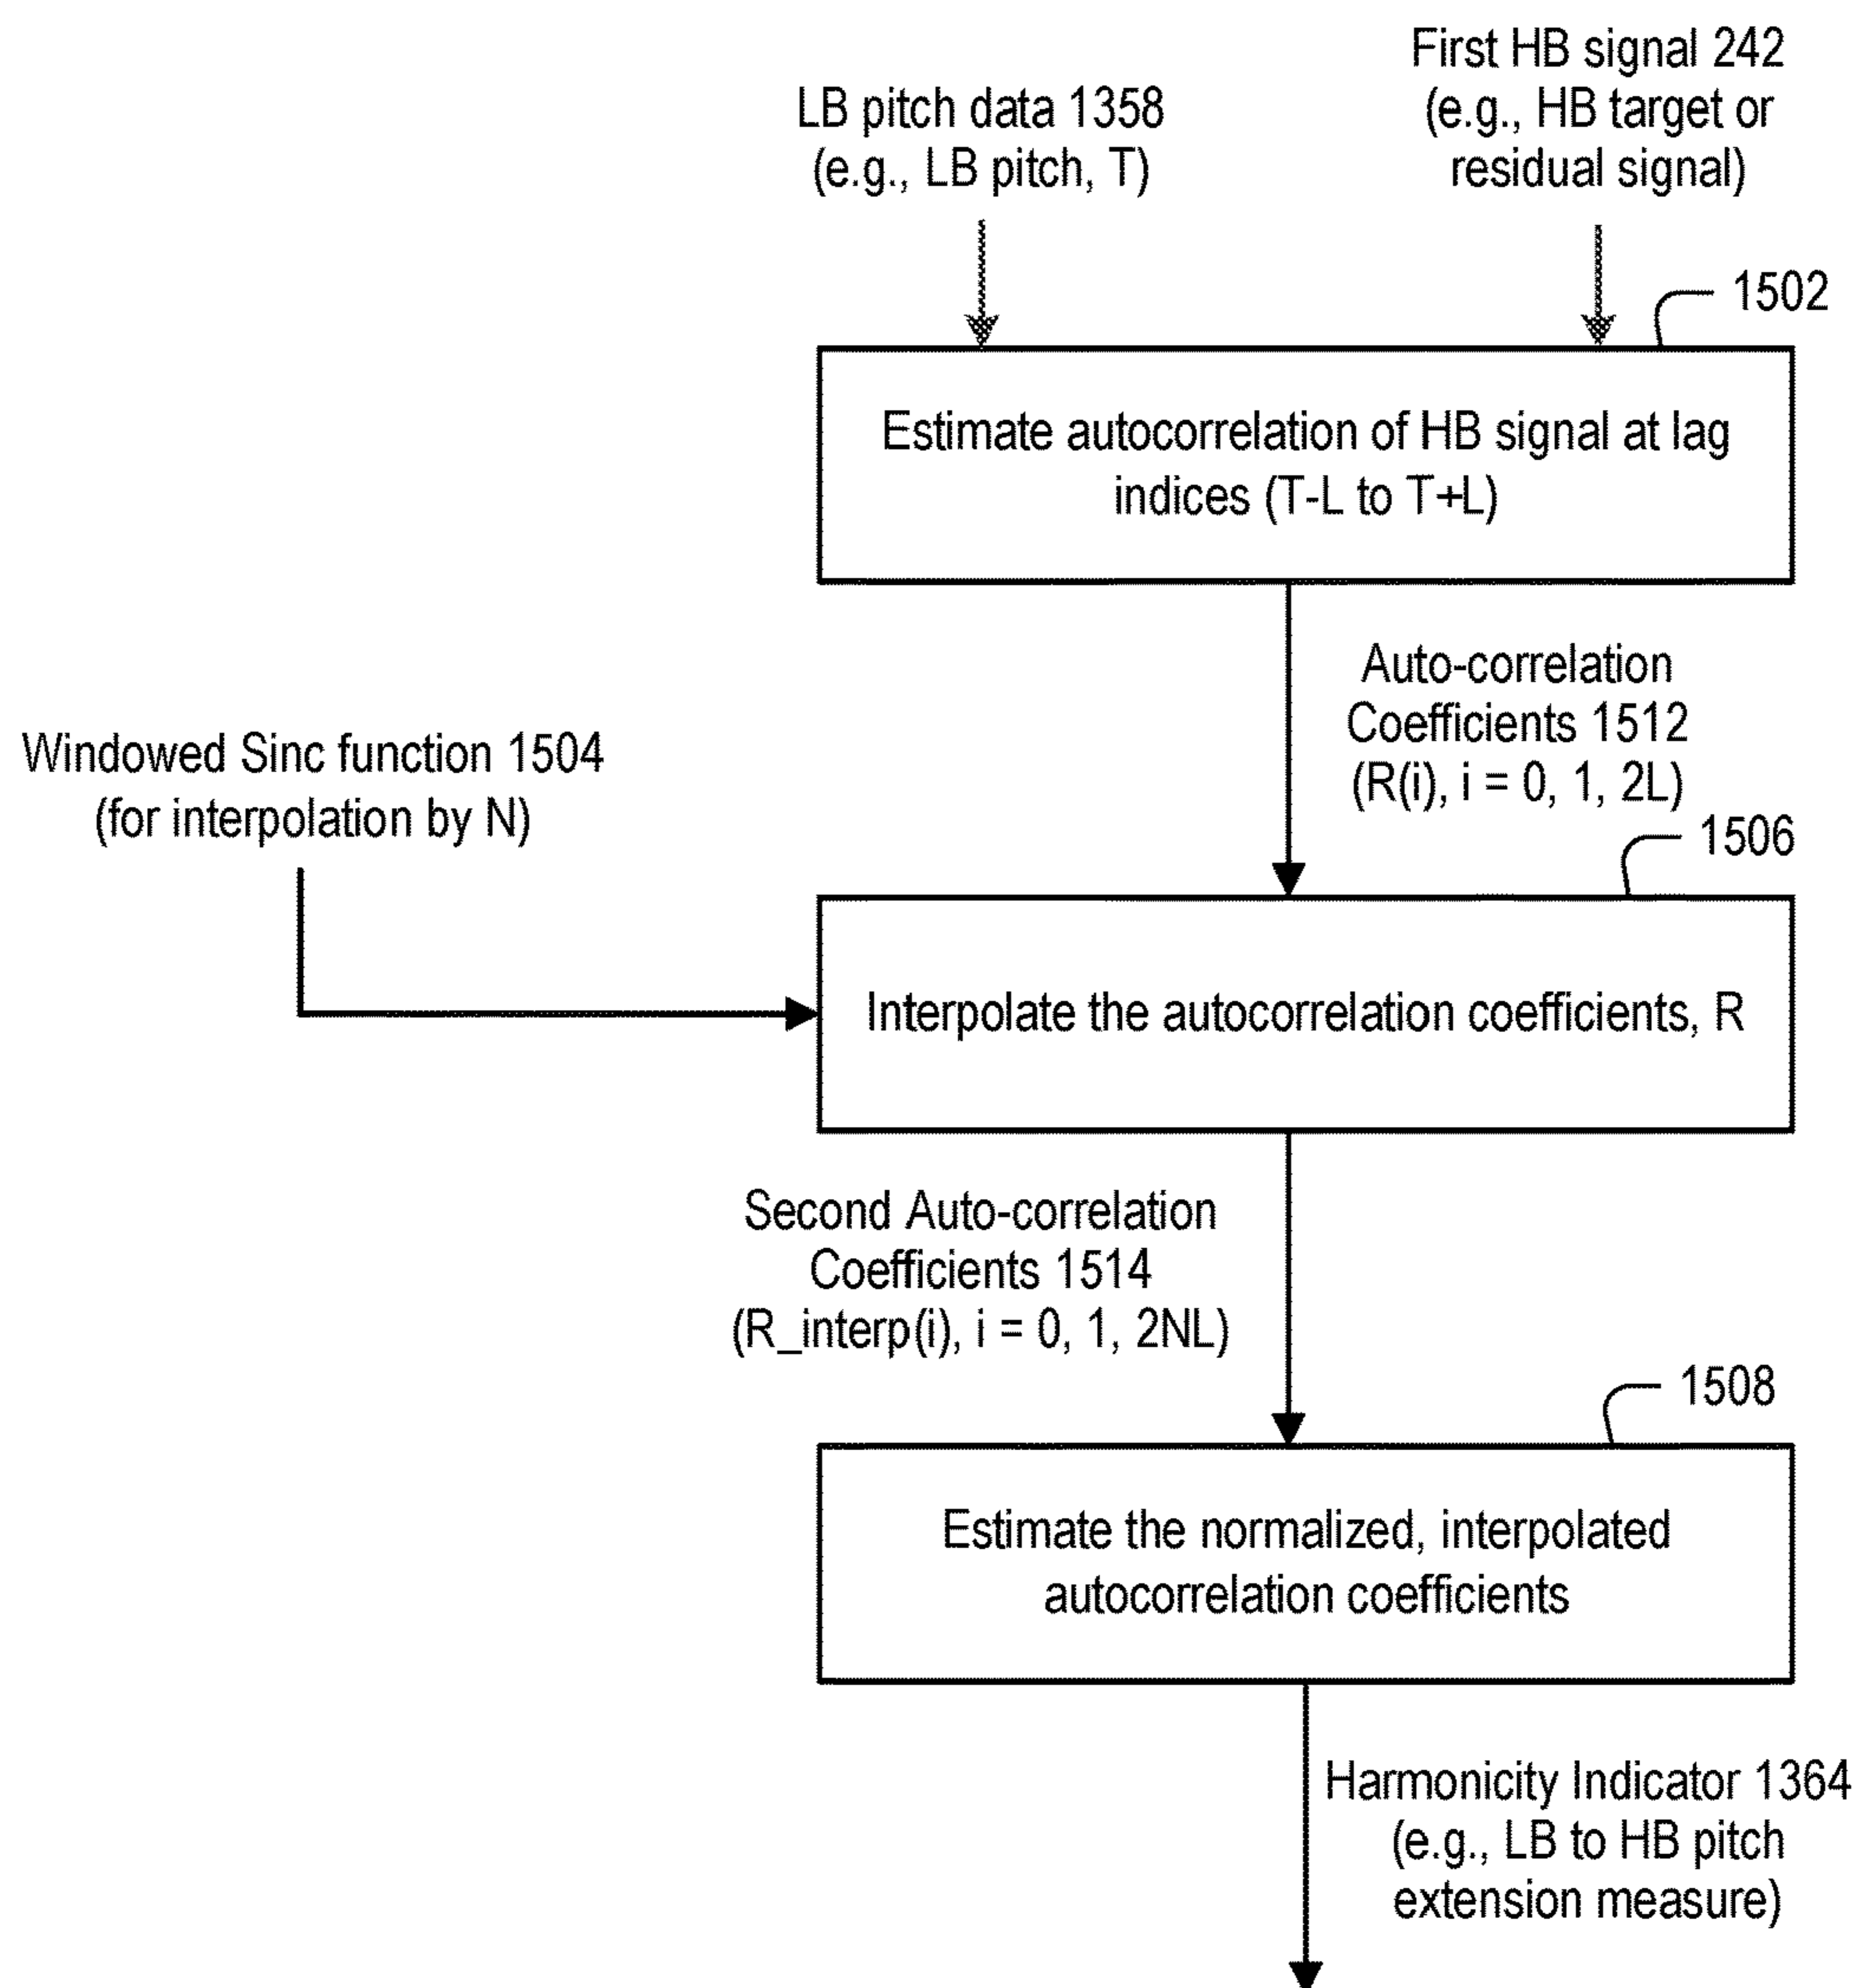 First HB signal 242
(e.g., HB target or
residual signal)
LB pitch data 1358
(e.g., LB pitch, T)
1502
Estimate autocorrelation of HB signal at lag
indices (T-L to T+L)
Auto-correlation
Coefficients 1512
(R(i), i = 0, 1, 2L)
Windowed Sinc function 1504
(for interpolation by N)
1506
Interpolate the autocorrelation coefficients, R
Second Auto-correlation
Coefficients 1514
(R_interp(i), i = 0, 1, 2NL)
1508
Estimate the normalized, interpolated
autocorrelation coefficients
Harmonicity Indicator 1364
(e.g., LB to HB pitch
extension measure)